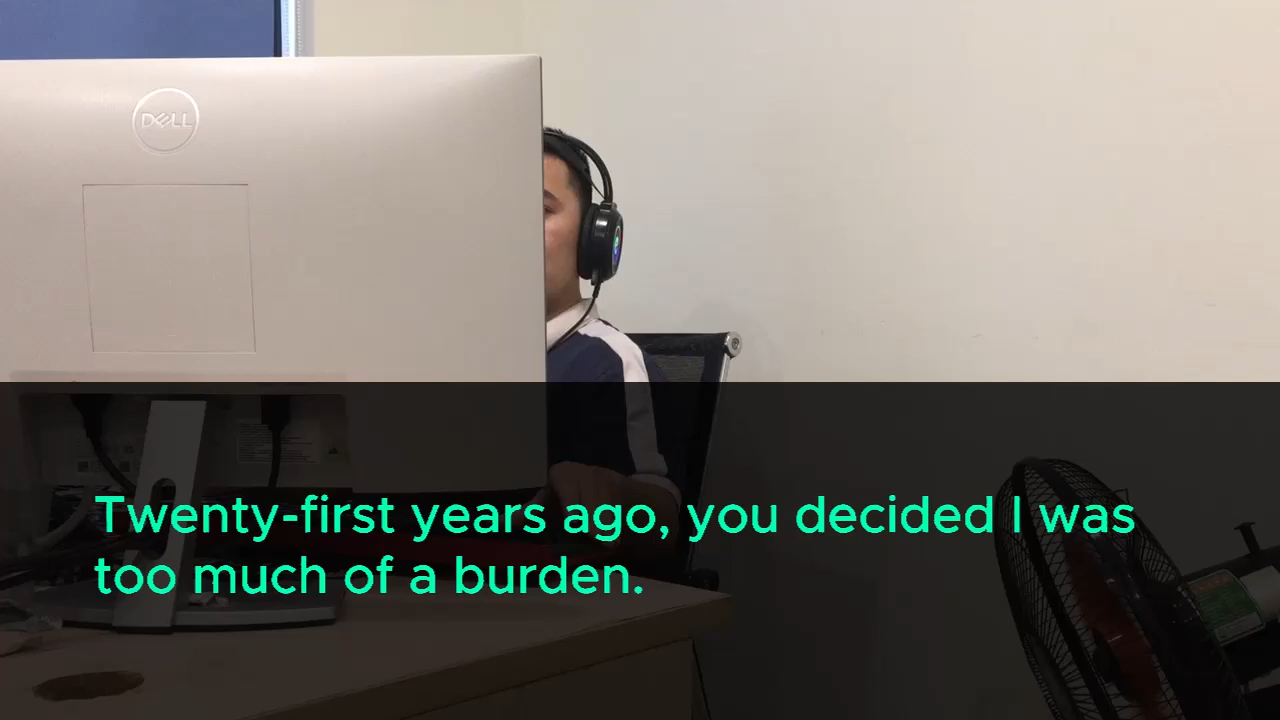 DELL
Twenty-first years ago, you decided I was
too much of a burden.